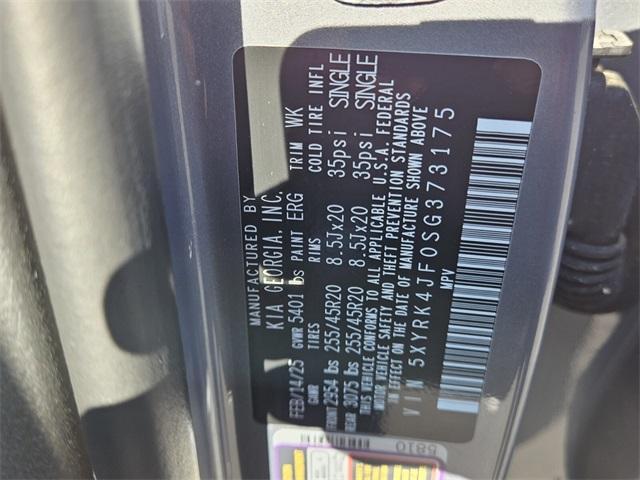 MANUFACTURED BY
KIA GEORGIA, INC.
FEB/14/25 GVWR 5401 lbs PAINT ERG TRIM WK
GAWR TIRES RIMS COLD TIRE INFL
FRONT 2954 lbs 255/45R20 8.5Jx20 35psi SINGLE
REAR 3075 lbs 255/45R20 8.5Jx20 35psi SINGLE
THIS VEHICLE CONFORMS TO ALL APPLICABLE U.S.A. FEDERAL
MOTOR VEHICLE SAFETY AND THEFT PREVENTION STANDARDS
IN EFFECT ON THE DATE OF MANUFACTURE SHOWN ABOVE
VIN 5XYRK4JF0SG373175
MPV
5810